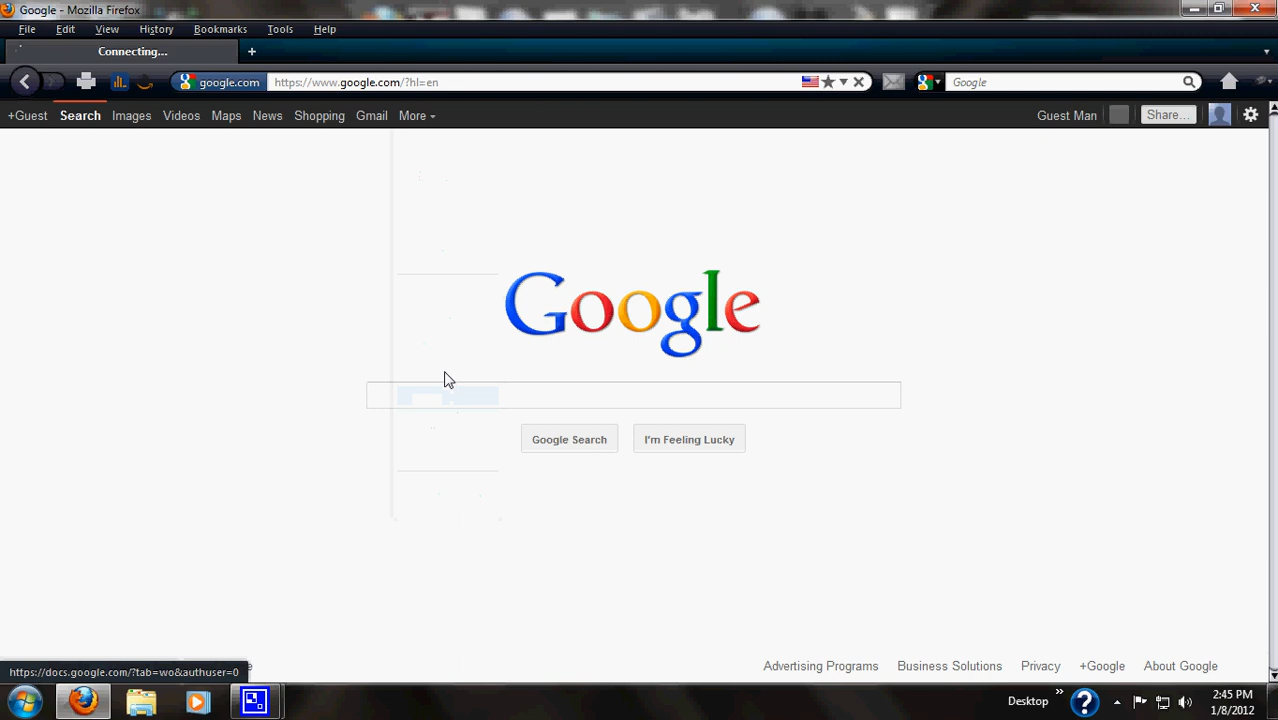 Google - Mozilla Firefox
File Edit View History Bookmarks Tools Help
Connecting...
google.com https://www.google.com/?hl=en Google
+Guest Search Images Videos Maps News Shopping Gmail More Guest Man Share...
Google
Google Search I'm Feeling Lucky
Advertising Programs Business Solutions Privacy +Google About Google
https://docs.google.com/?tab=wo&authuser=0
Desktop 2:45 PM
1/8/2012